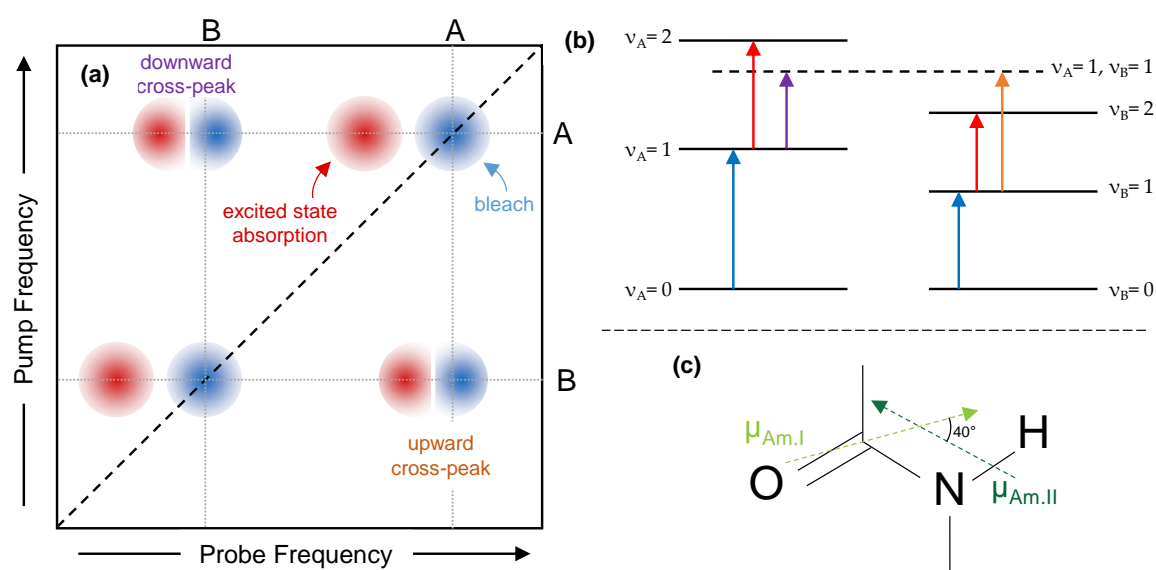 B
A
(a)
downward
cross-peak
A
excited state
absorption
bleach
B
upward
cross-peak
Pump Frequency
Probe Frequency
(b)
νA= 2
νA= 1, νB= 1
νB= 2
νA= 1
νB= 1
νA= 0
νB= 0
(c)
μAm.I
40°
H
O
N
μAm.II